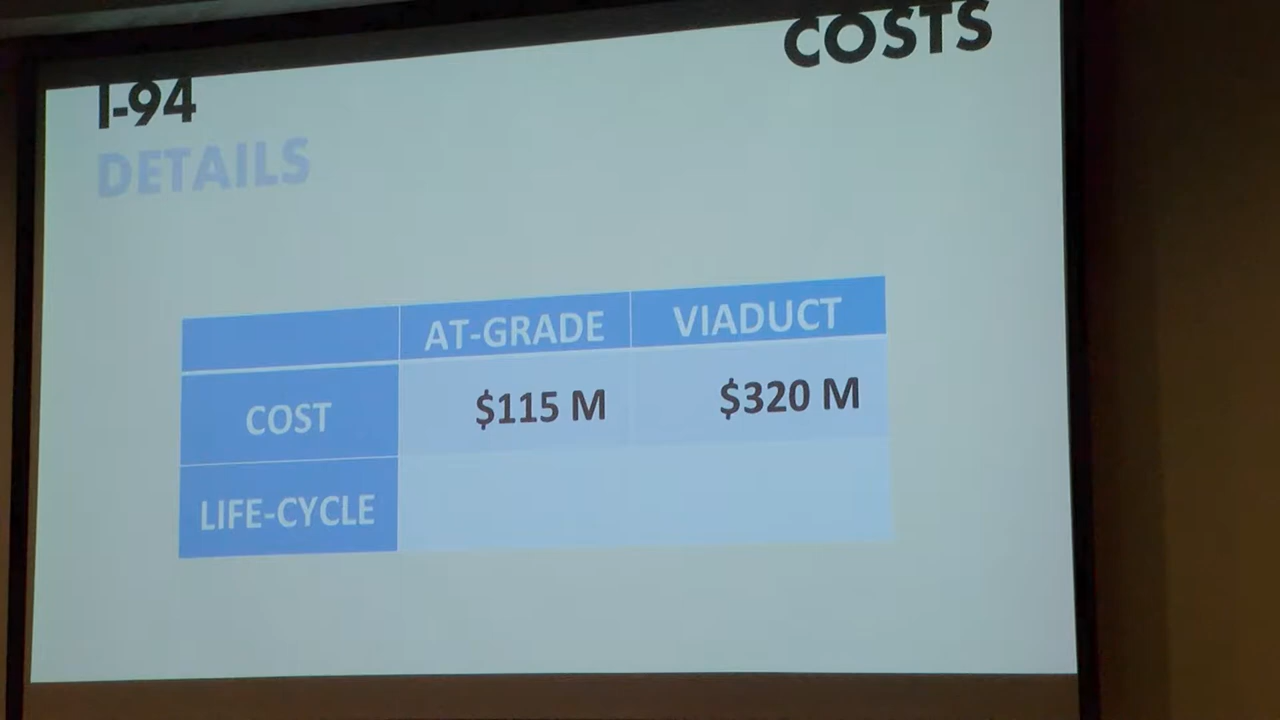 COSTS
I-94
DETAILS
AT-GRADE VIADUCT
COST $115 M $320 M
LIFE-CYCLE